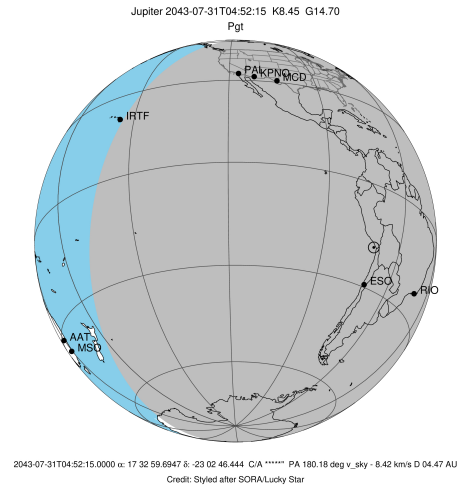 Jupiter 2043-07-31T04:52:15 K8.45 G14.70
Pgt
PAL
KPNO
MCD
IRTF
ESO
RIO
AAT
MSO
2043-07-31T04:52:15.0000 α: 17 32 59.6947 δ: -23 02 46.444 C/A *****" PA 180.18 deg v_sky - 8.42 km/s D 04.47 AU
Credit: Styled after SORA/Lucky Star